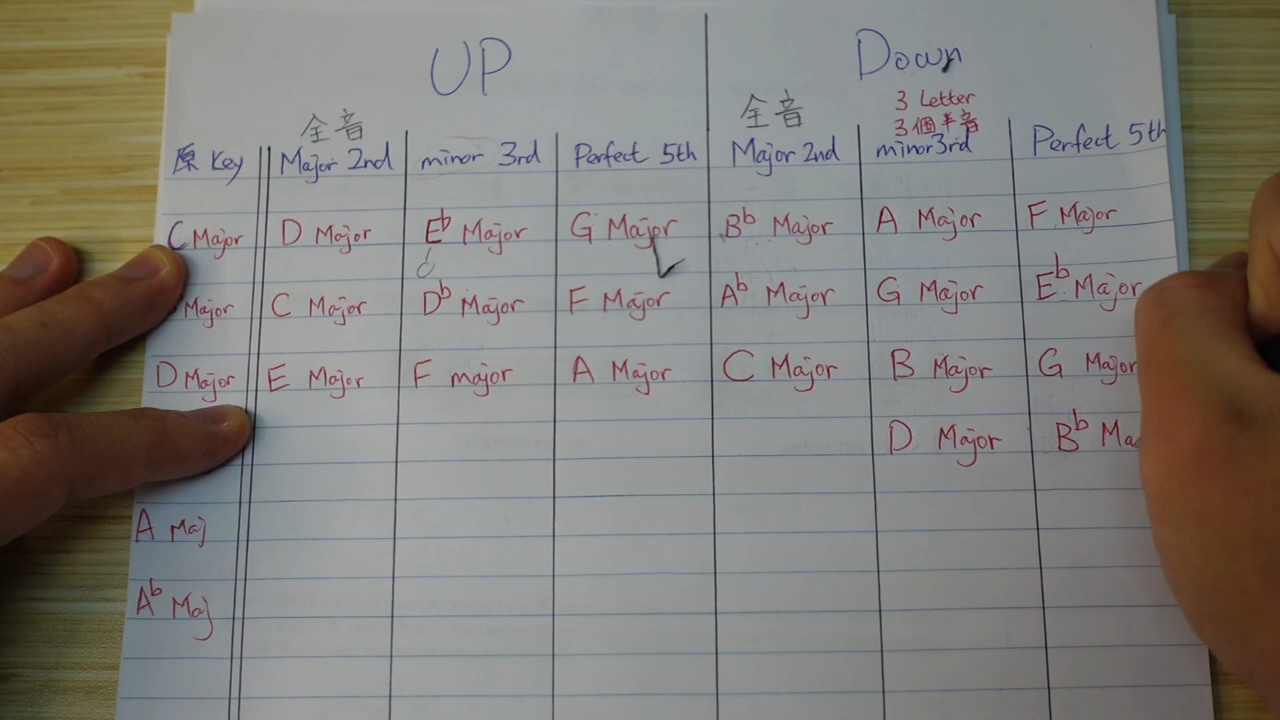 UP Down
全音 全音 3 Letter
3個半音
原 Key Major 2nd minor 3rd Perfect 5th Major 2nd minor3rd Perfect 5th
C Major D Major E♭ Major G Major B♭ Major A Major F Major
Major C Major D♭ Major F Major A♭ Major G Major E♭ Major
D Major E Major F major A Major C Major B Major G Major
D Major B♭
A Maj
A♭ Maj